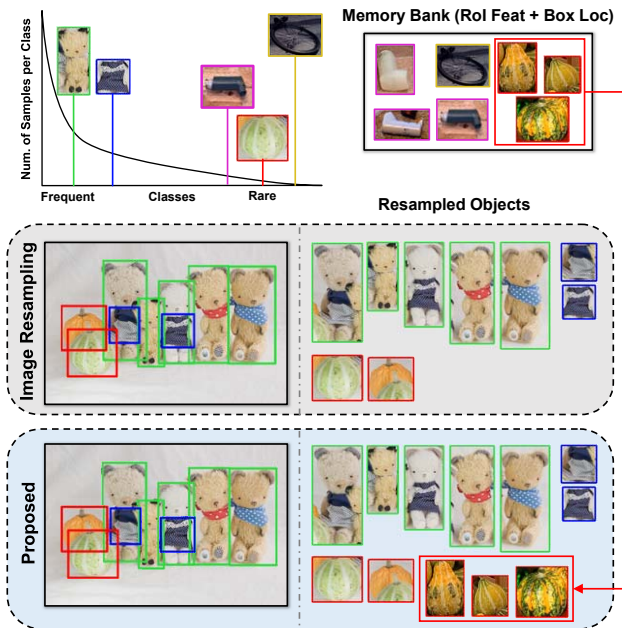 Memory Bank (RoI Feat + Box Loc)
Num. of Samples per Class
Frequent
Classes
Rare
Resampled Objects
Image Resampling
Proposed